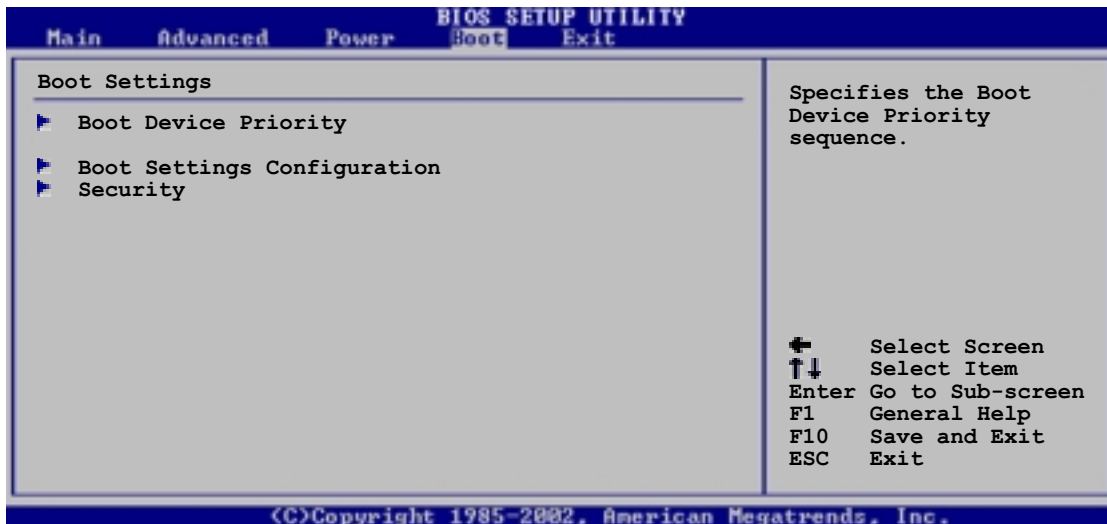 BIOS SETUP UTILITY
Main Advanced Power Boot Exit
Boot Settings
Boot Device Priority
Boot Settings Configuration
Security
Specifies the Boot
Device Priority
sequence.
← Select Screen
↑↓ Select Item
Enter Go to Sub-screen
F1 General Help
F10 Save and Exit
ESC Exit
(C)Copyright 1985-2002, American Megatrends, Inc.